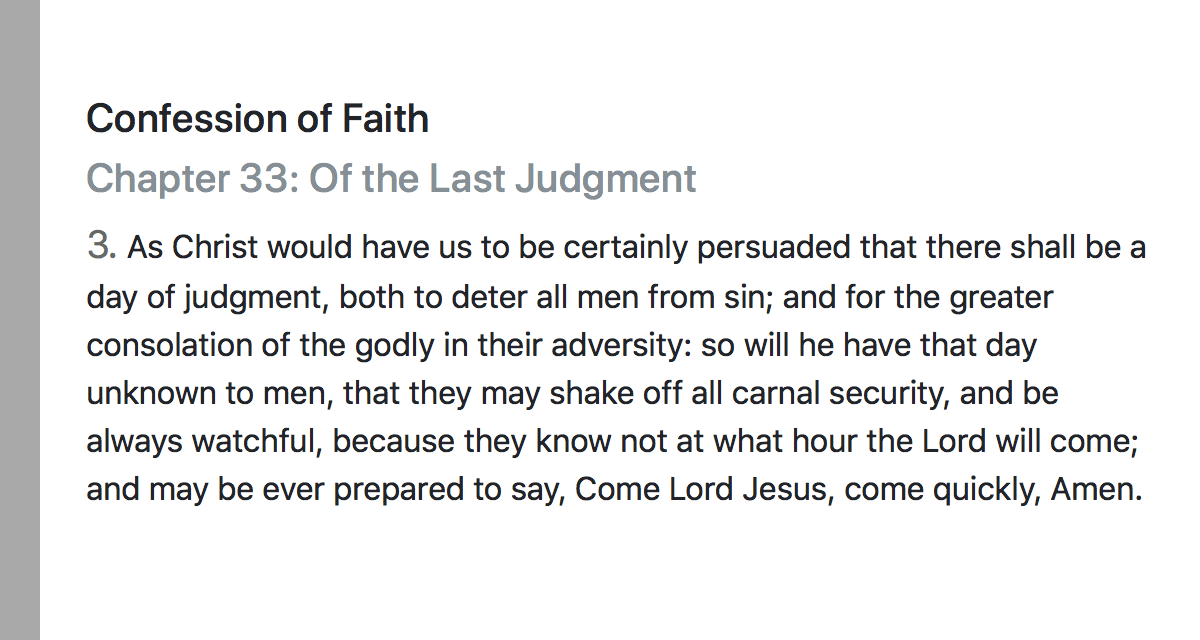 Confession of Faith
Chapter 33: Of the Last Judgment
3. As Christ would have us to be certainly persuaded that there shall be a
day of judgment, both to deter all men from sin; and for the greater
consolation of the godly in their adversity: so will he have that day
unknown to men, that they may shake off all carnal security, and be
always watchful, because they know not at what hour the Lord will come;
and may be ever prepared to say, Come Lord Jesus, come quickly, Amen.